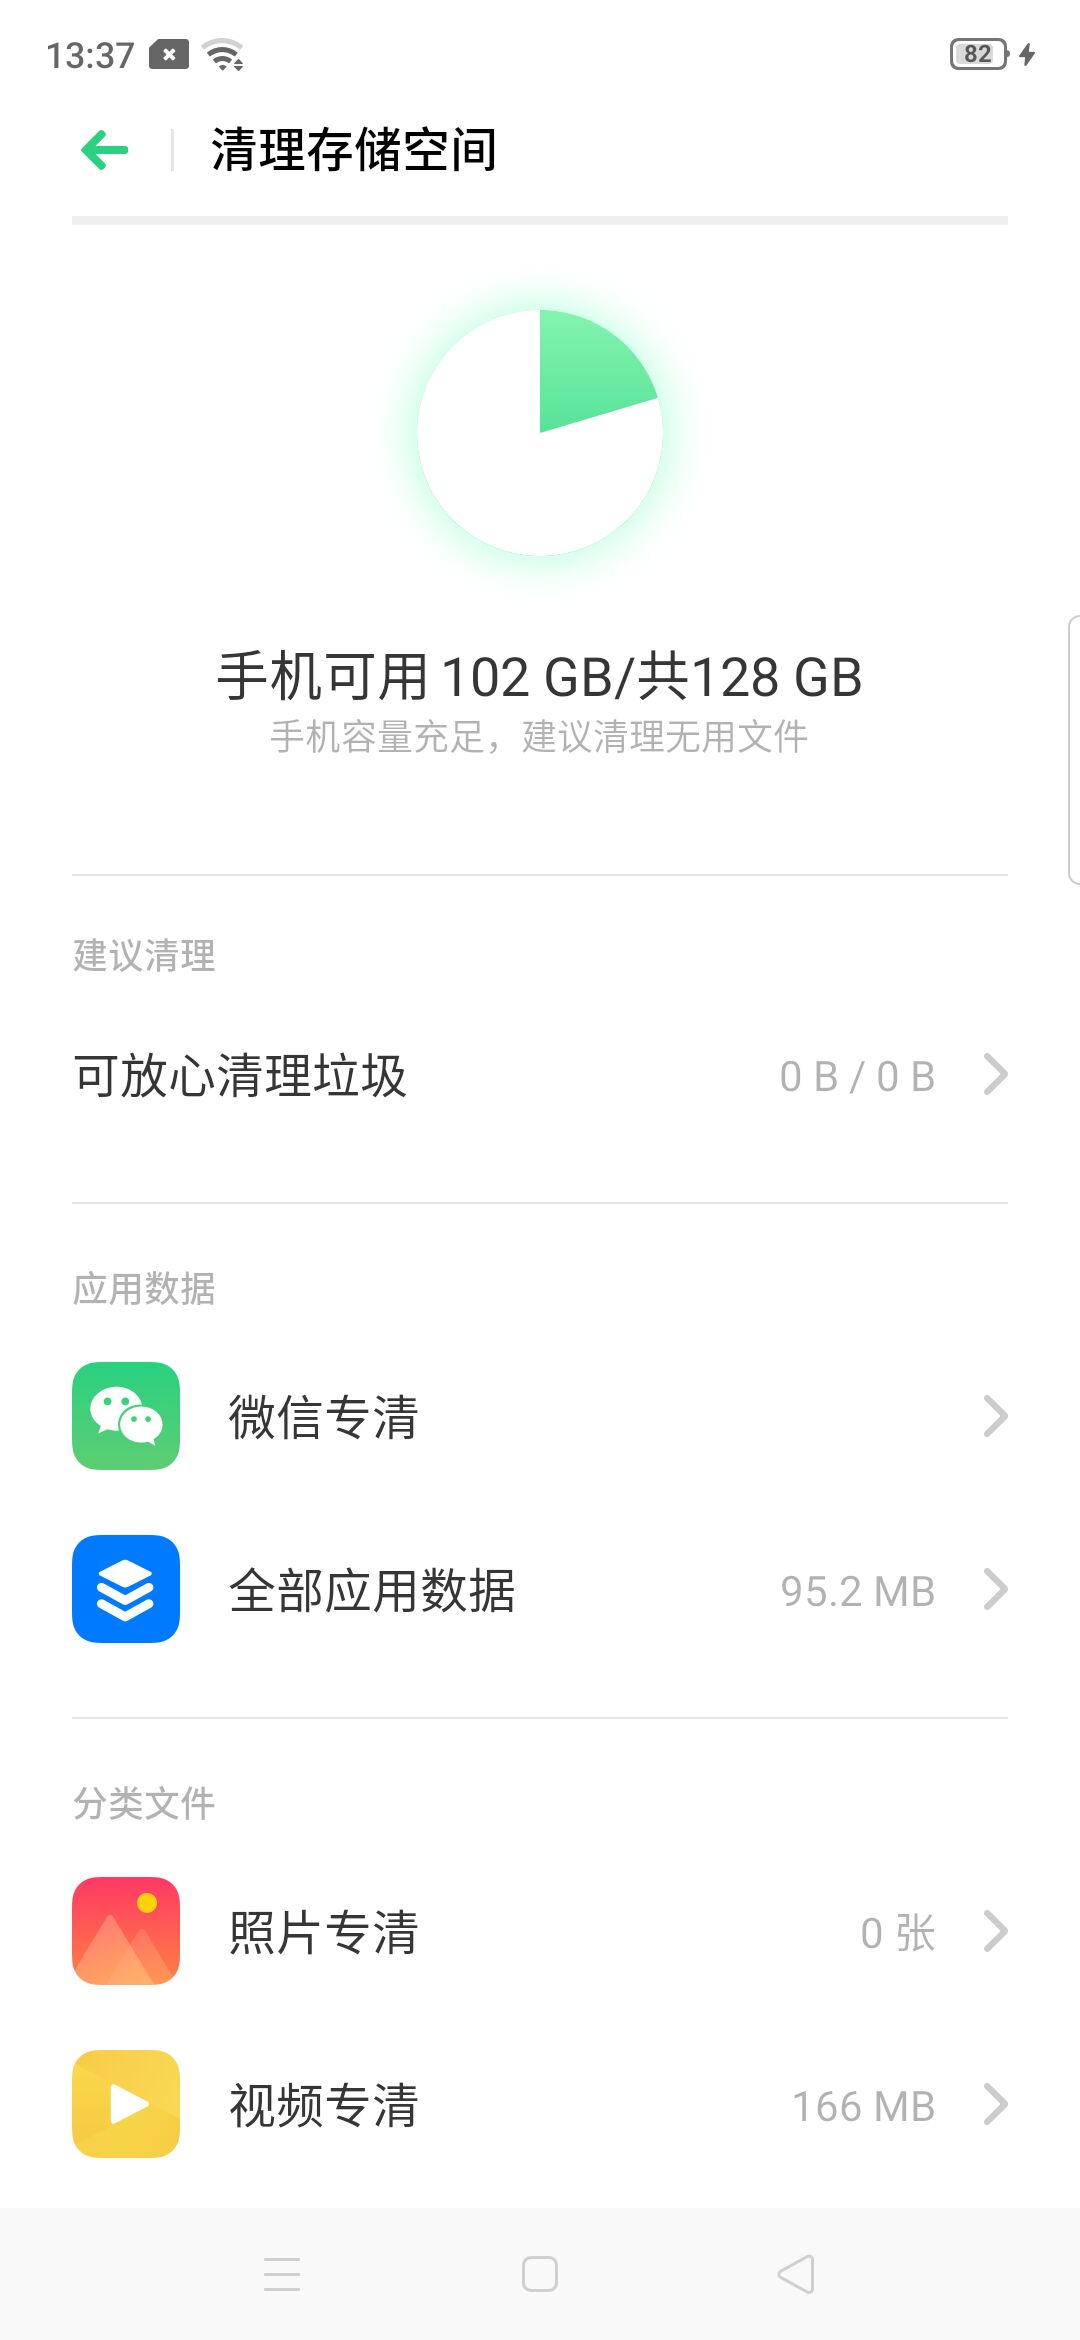 13:37
82
清理存储空间
手机可用 102 GB/共128 GB
手机容量充足，建议清理无用文件
建议清理
可放心清理垃圾
0 B / 0 B
应用数据
微信专清
全部应用数据
95.2 MB
分类文件
照片专清
0 张
视频专清
166 MB